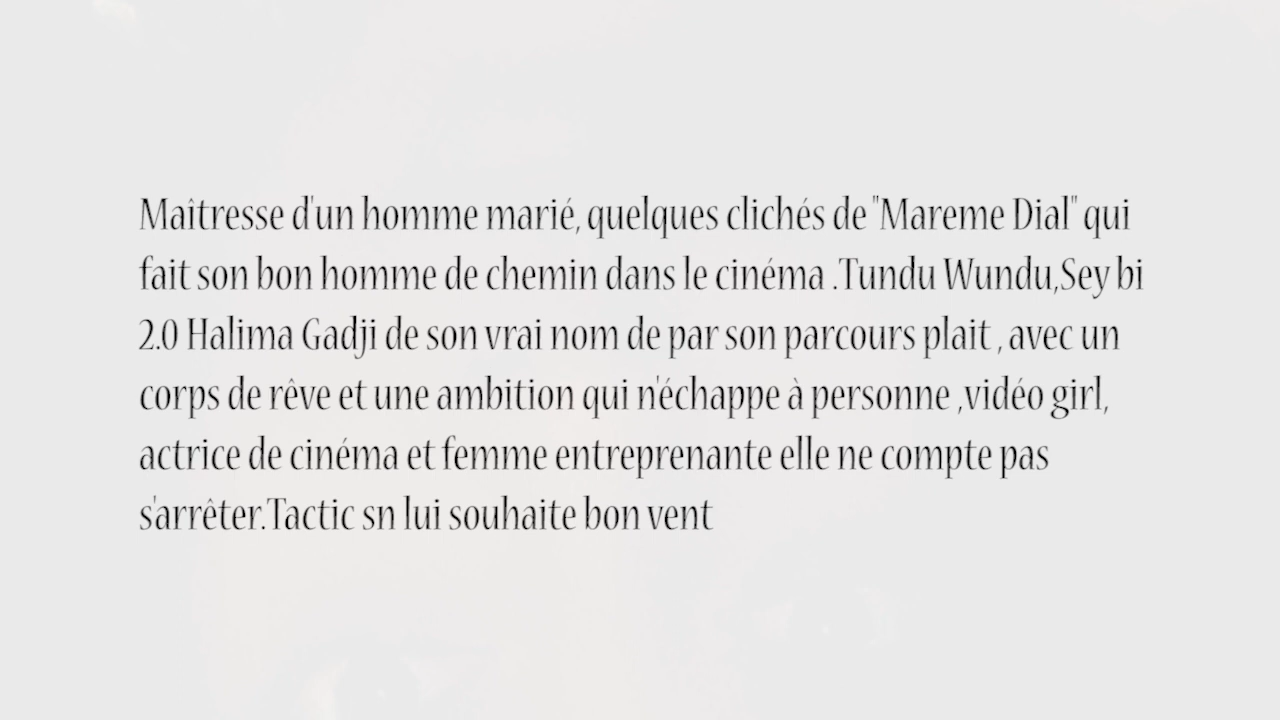 Maîtresse d'un homme marié, quelques clichés de "Mareme Dial" qui
fait son bon homme de chemin dans le cinéma .Tundu Wundu,Sey bi
2.0 Halima Gadji de son vrai nom de par son parcours plait , avec un
corps de rêve et une ambition qui n'échappe à personne ,vidéo girl,
actrice de cinéma et femme entreprenante elle ne compte pas
s'arrêter.Tactic sn lui souhaite bon vent